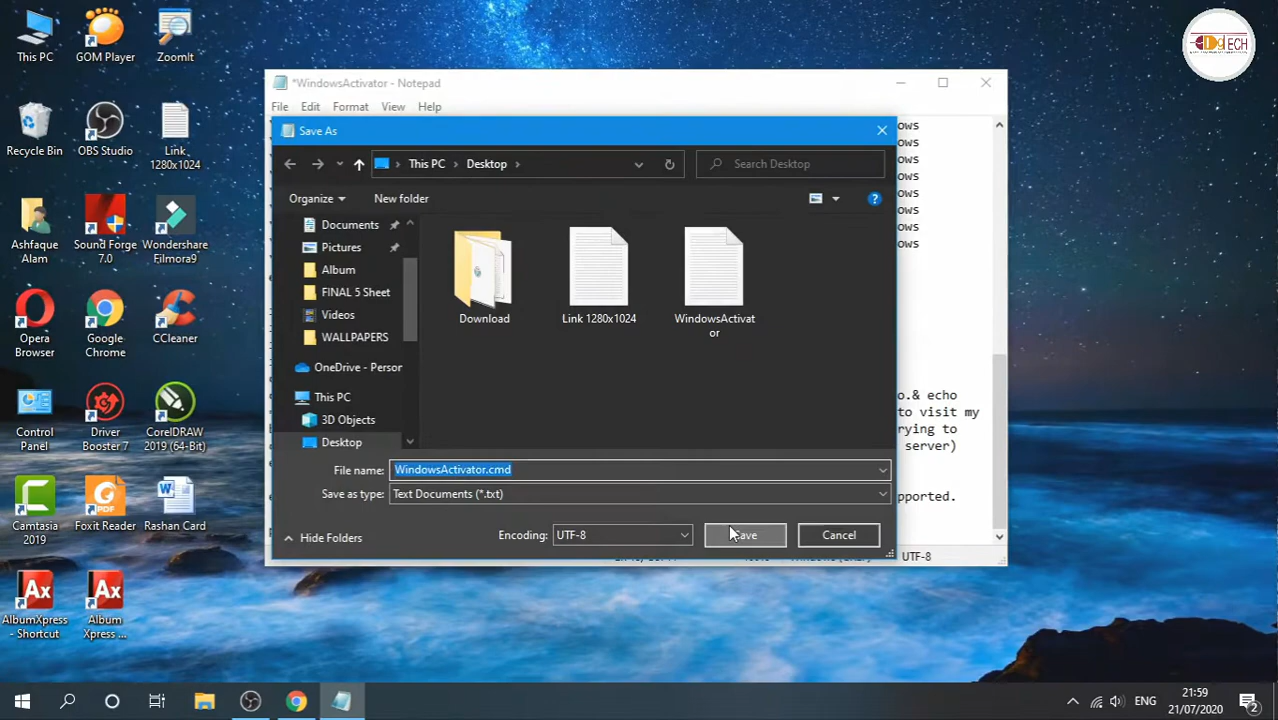 This PC
GOM Player
ZoomIt
Recycle Bin
OBS Studio
Link
1280x1024
Ashfaque
Alam
Sound Forge
7.0
Wondershare
Filmora9
Opera
Browser
Google
Chrome
CCleaner
Control
Panel
Driver
Booster 7
CorelDRAW
2019 (64-Bit)
Camtasia
2019
Foxit Reader
Rashan Card
AlbumXpress
- Shortcut
Album
Xpress ...
*WindowsActivator - Notepad
File Edit Format View Help
ows
ows
ows
ows
ows
ows
ows
ows
o.& echo
to visit my
rying to
server)
pported.
UTF-8
Save As
This PC > Desktop >
Search Desktop
Organize
New folder
Documents
Pictures
Album
FINAL 5 Sheet
Videos
WALLPAPERS
OneDrive - Person
This PC
3D Objects
Desktop
Download
Link 1280x1024
WindowsActivat
or
File name: WindowsActivator.cmd
Save as type: Text Documents (*.txt)
Hide Folders
Encoding: UTF-8
Save
Cancel
ENG
21:59
21/07/2020
2